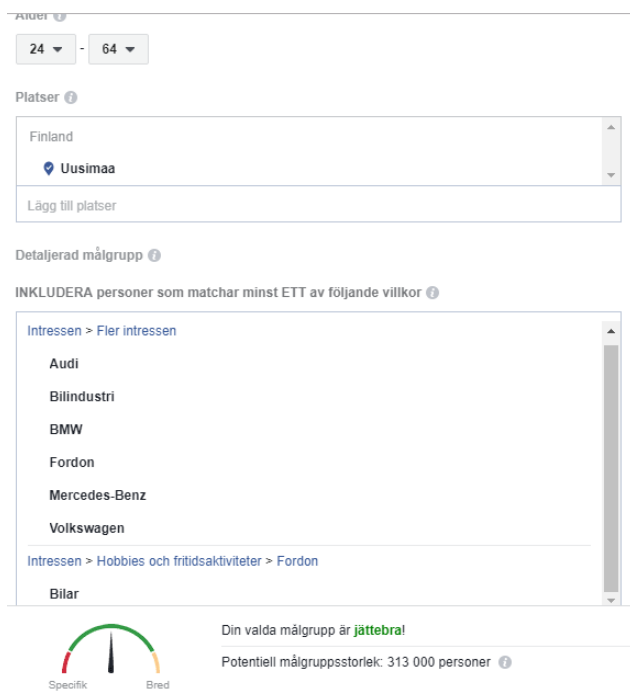 Ålder
24 - 64
Platser
Finland
Uusimaa
Lägg till platser
Detaljerad målgrupp
INKLUDERA personer som matchar minst ETT av följande villkor
Intressen > Fler intressen
Audi
Bilindustri
BMW
Fordon
Mercedes-Benz
Volkswagen
Intressen > Hobbies och fritidsaktiviteter > Fordon
Bilar
Din valda målgrupp är jättebra!
Potentiell målgruppsstorlek: 313 000 personer
Specifik Bred